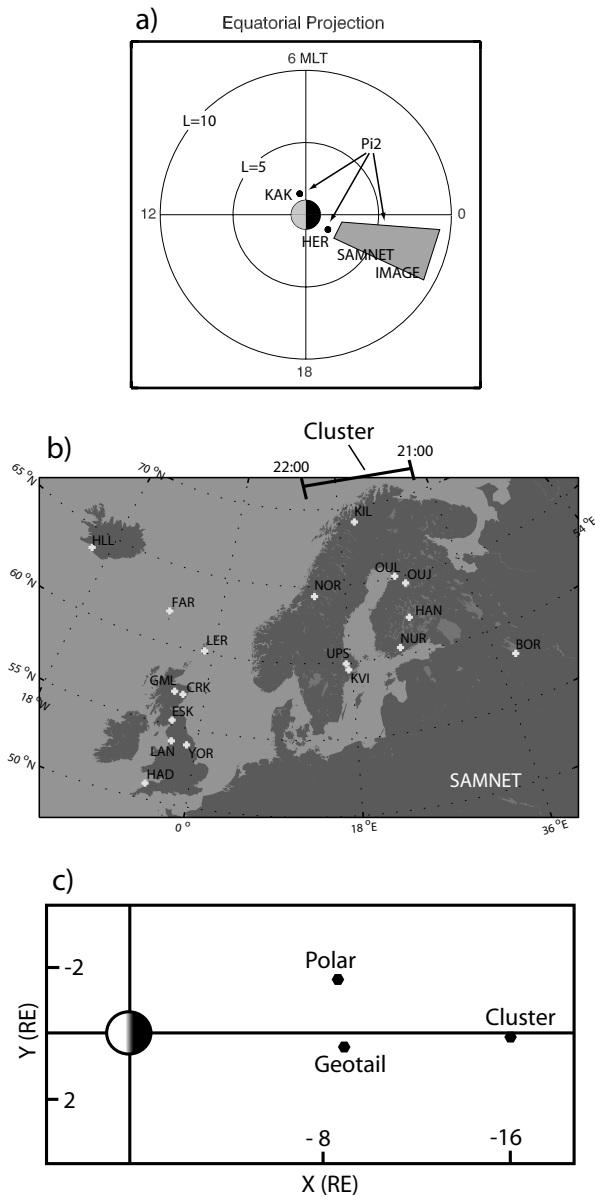 a)
Equatorial Projection
6 MLT
L=10
Pi2
L=5
KAK
12
0
HER
SAMNET
IMAGE
18
b)
Cluster
22:00
21:00
65 °N
70 °N
54 °E
KIL
HLL
OUL
OUJ
NOR
60 °N
FAR
HAN
LER
NUR
BOR
UPS
KVI
55 °N
18 °W
GML
CRK
ESK
LAN
YOR
50 °N
HAD
SAMNET
0°
18 °E
36 °E
c)
Polar
-2
Cluster
Y (RE)
Geotail
2
- 8
-16
X (RE)